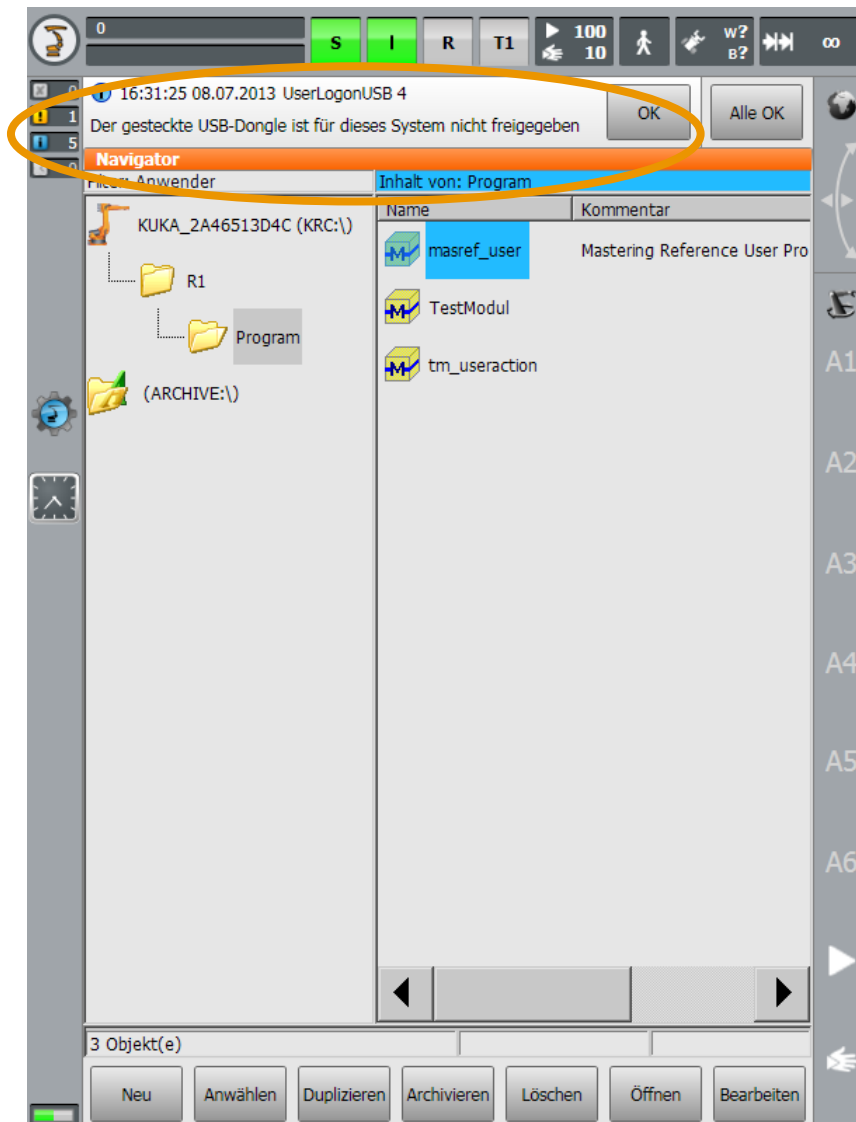 0
S I R T1 100 10 W? B? ∞
0
16:31:25 08.07.2013 UserLogonUSB 4
1
Der gesteckte USB-Dongle ist für dieses System nicht freigegeben
OK
Alle OK
5
0
Navigator
Filter: Anwender
Inhalt von: Program
Name Kommentar
KUKA_2A46513D4C (KRC:\)
R1
Program
(ARCHIVE:\)
masref_user Mastering Reference User Pro
TestModul
tm_useraction
A1
A2
A3
A4
A5
A6
3 Objekt(e)
Neu Anwählen Duplizieren Archivieren Löschen Öffnen Bearbeiten